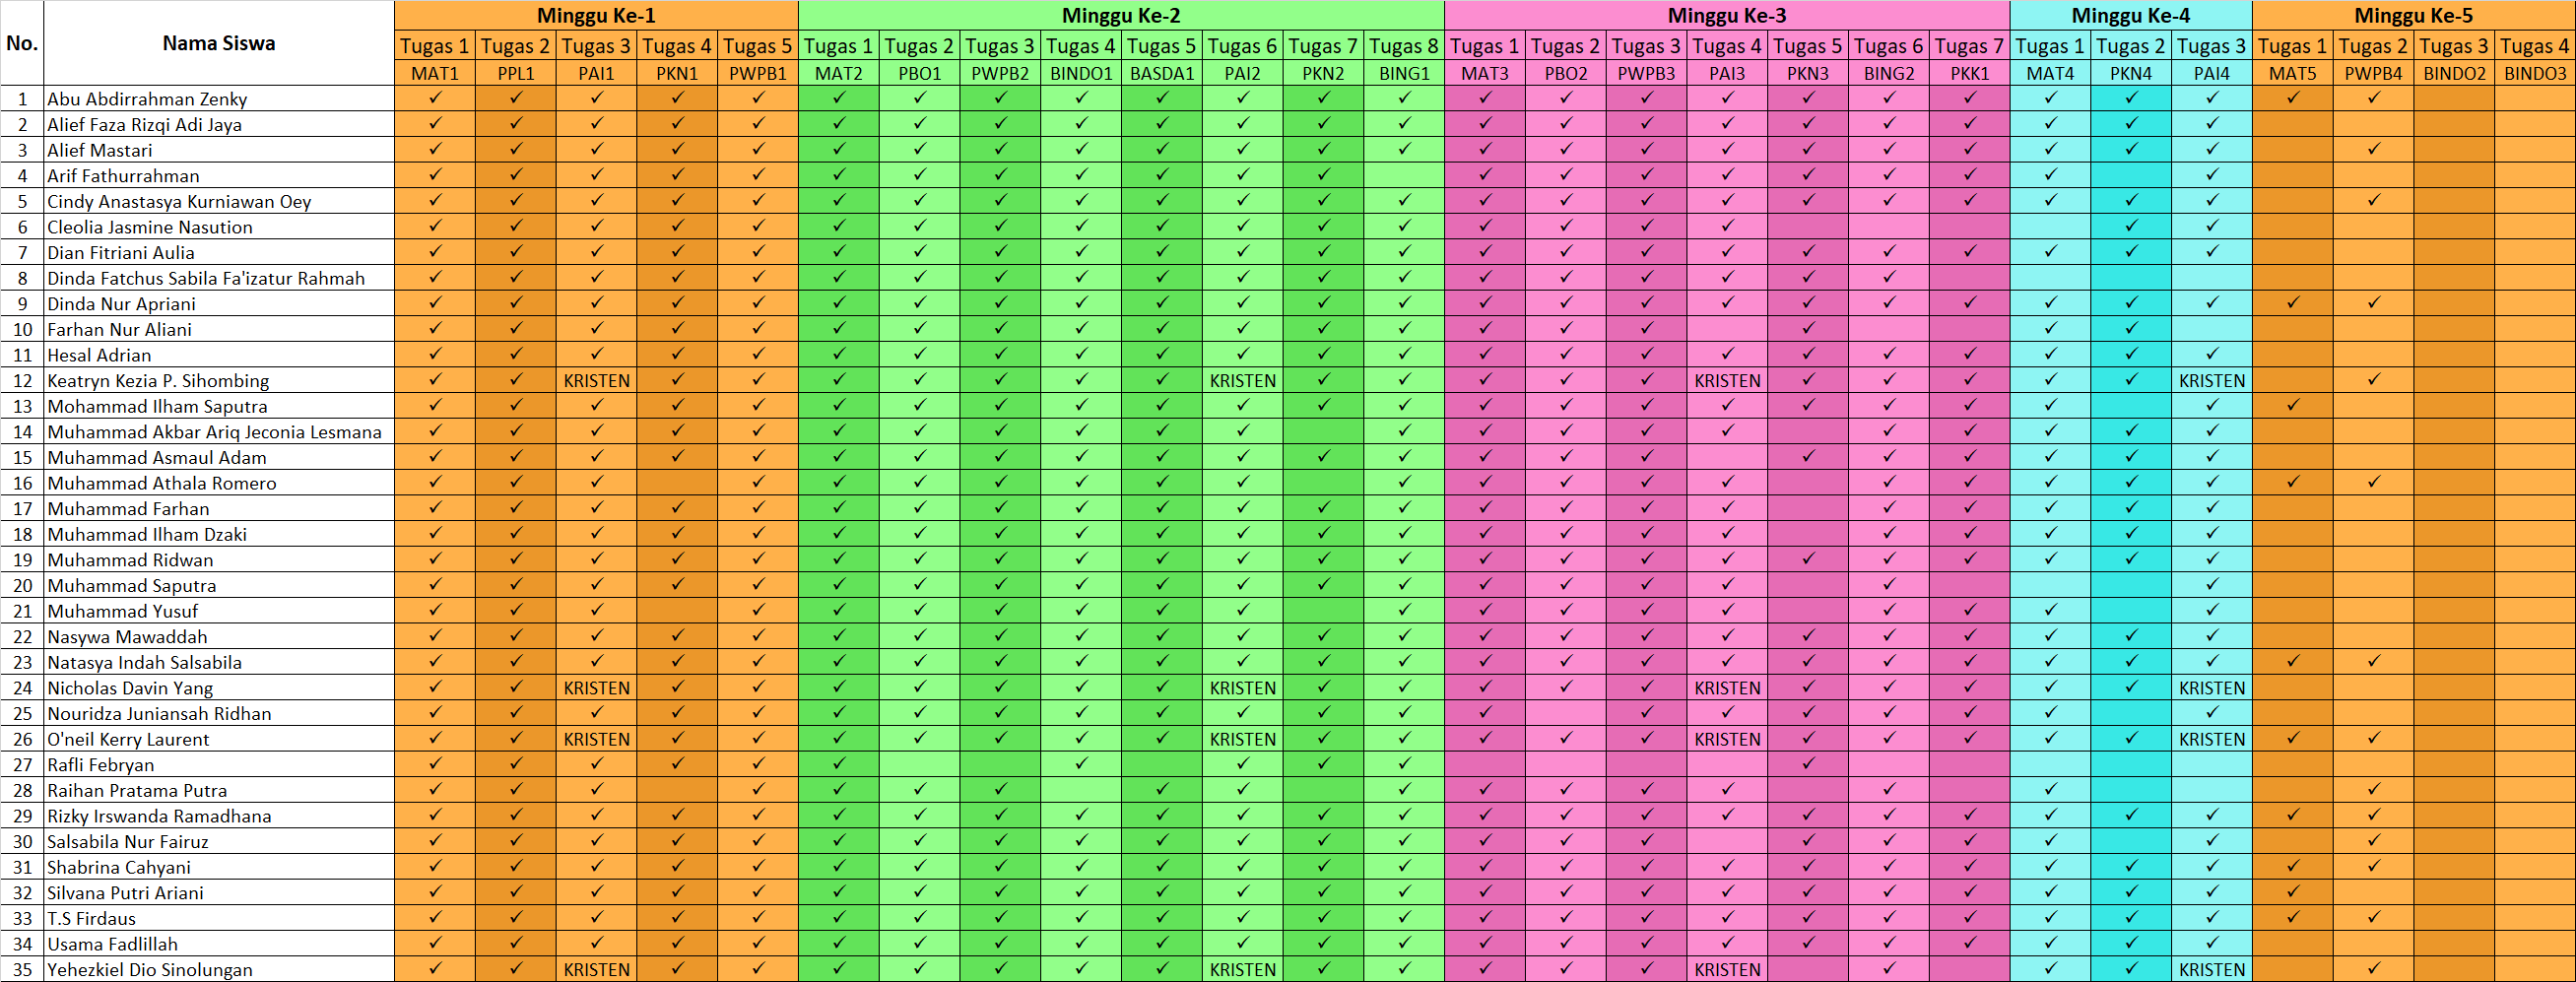 No. Nama Siswa Minggu Ke-1 Minggu Ke-2 Minggu Ke-3 Minggu Ke-4 Minggu Ke-5
Tugas 1 Tugas 2 Tugas 3 Tugas 4 Tugas 5 Tugas 1 Tugas 2 Tugas 3 Tugas 4 Tugas 5 Tugas 6 Tugas 7 Tugas 8 Tugas 1 Tugas 2 Tugas 3 Tugas 4 Tugas 5 Tugas 6 Tugas 7 Tugas 1 Tugas 2 Tugas 3 Tugas 1 Tugas 2 Tugas 3 Tugas 4
MAT1 PPL1 PAI1 PKN1 PWPB1 MAT2 PBO1 PWPB2 BINDO1 BASDA1 PAI2 PKN2 BING1 MAT3 PBO2 PWPB3 PAI3 PKN3 BING2 PKK1 MAT4 PKN4 PAI4 MAT5 PWPB4 BINDO2 BINDO3
1 Abu Abdirrahman Zenky
2 Alief Faza Rizqi Adi Jaya
3 Alief Mastari
4 Arif Fathurrahman
5 Cindy Anastasya Kurniawan Oey
6 Cleolia Jasmine Nasution
7 Dian Fitriani Aulia
8 Dinda Fatchus Sabila Fa'izatur Rahmah
9 Dinda Nur Apriani
10 Farhan Nur Aliani
11 Hesal Adrian
12 Keatryn Kezia P. Sihombing KRISTEN KRISTEN KRISTEN KRISTEN
13 Mohammad Ilham Saputra
14 Muhammad Akbar Ariq Jeconia Lesmana
15 Muhammad Asmaul Adam
16 Muhammad Athala Romero
17 Muhammad Farhan
18 Muhammad Ilham Dzaki
19 Muhammad Ridwan
20 Muhammad Saputra
21 Muhammad Yusuf
22 Nasywa Mawaddah
23 Natasya Indah Salsabila
24 Nicholas Davin Yang KRISTEN KRISTEN KRISTEN KRISTEN
25 Nouridza Juniansah Ridhan
26 O'neil Kerry Laurent KRISTEN KRISTEN KRISTEN KRISTEN
27 Rafli Febryan
28 Raihan Pratama Putra
29 Rizky Irswanda Ramadhana
30 Salsabila Nur Fairuz
31 Shabrina Cahyani
32 Silvana Putri Ariani
33 T.S Firdaus
34 Usama Fadlillah
35 Yehezkiel Dio Sinolungan KRISTEN KRISTEN KRISTEN KRISTEN